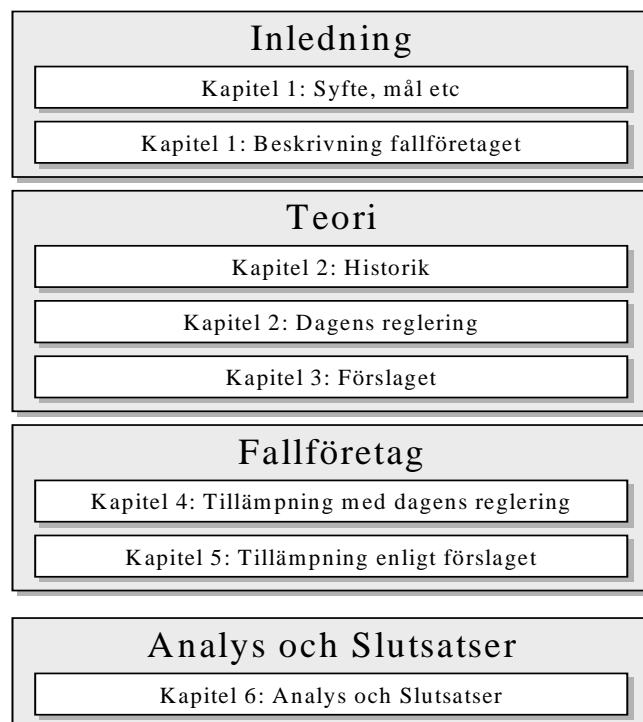 Inledning
Kapitel 1: Syfte, mål etc
Kapitel 1: Beskrivning fallföretaget
Teori
Kapitel 2: Historik
Kapitel 2: Dagens reglering
Kapitel 3: Förslaget
Fallföretag
Kapitel 4: Tillämpning med dagens reglering
Kapitel 5: Tillämpning enligt förslaget
Analys och Slutsatser
Kapitel 6: Analys och Slutsatser